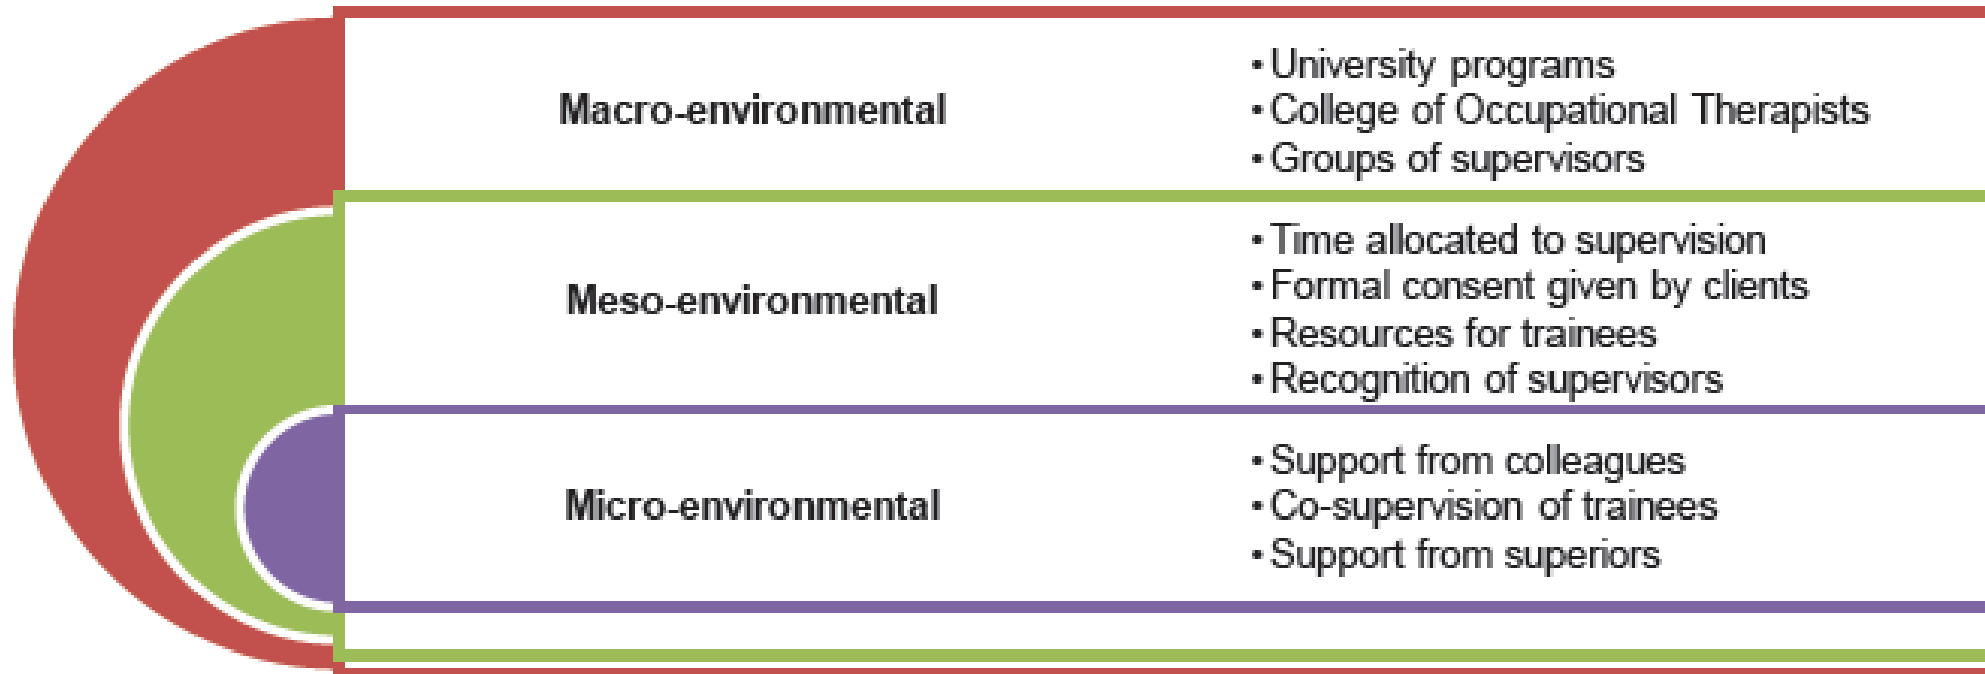 Macro-environmental
• University programs
• College of Occupational Therapists
• Groups of supervisors
Meso-environmental
• Time allocated to supervision
• Formal consent given by clients
• Resources for trainees
• Recognition of supervisors
Micro-environmental
• Support from colleagues
• Co-supervision of trainees
• Support from superiors